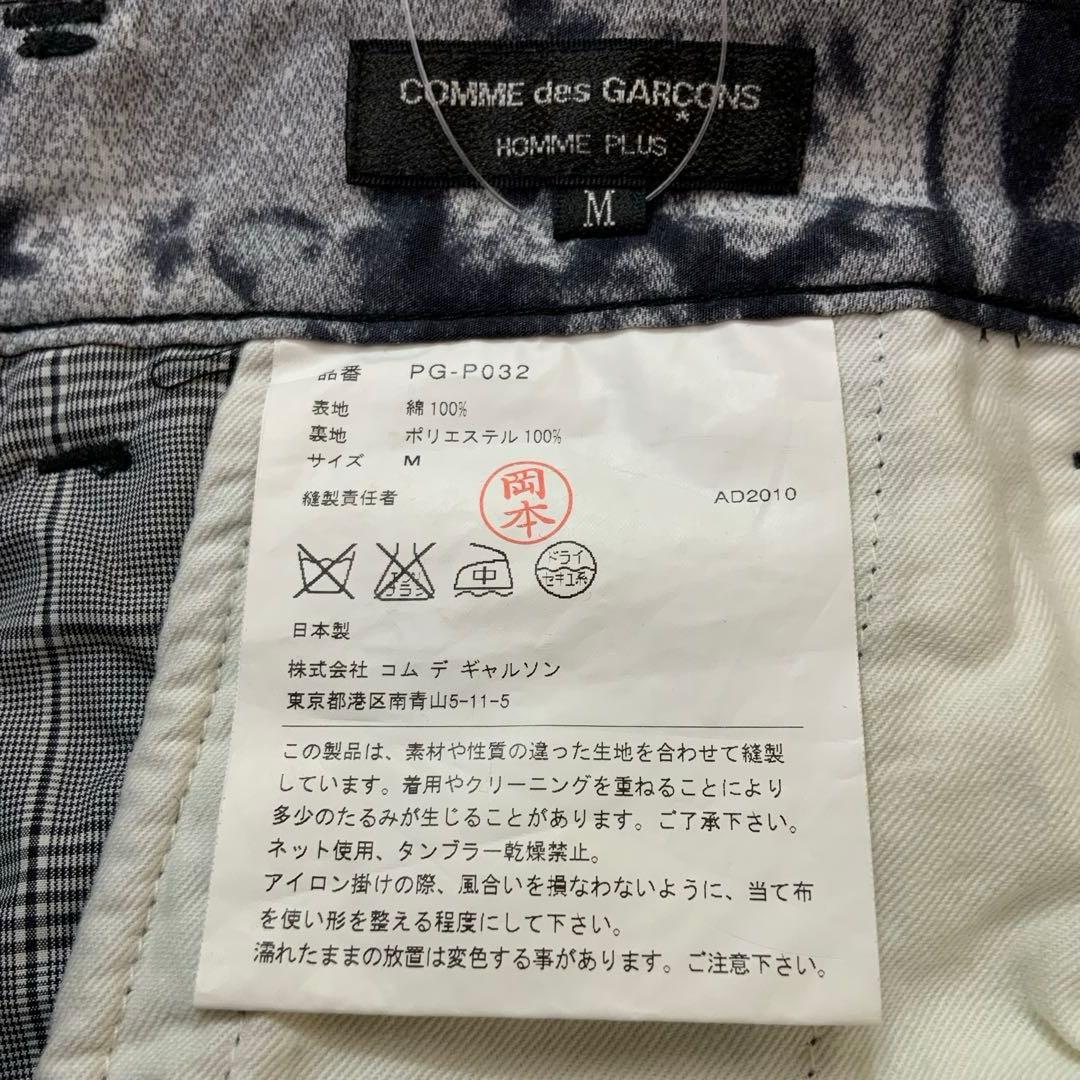 COMME des GARÇONS
HOMME PLUS
M
品番 PG-P032
表地 綿100%
裏地 ポリエステル100%
サイズ M
縫製責任者 岡本 AD2010
中 ドライ セキユ系
日本製
株式会社 コム デ ギャルソン
東京都港区南青山5-11-5
この製品は、素材や性質の違った生地を合わせて縫製
しています。着用やクリーニングを重ねることにより
多少のたるみが生じることがあります。ご了承下さい。
ネット使用、タンブラー乾燥禁止。
アイロン掛けの際、風合いを損なわないように、当て布
を使い形を整える程度にして下さい。
濡れたままの放置は変色する事があります。ご注意下さい。